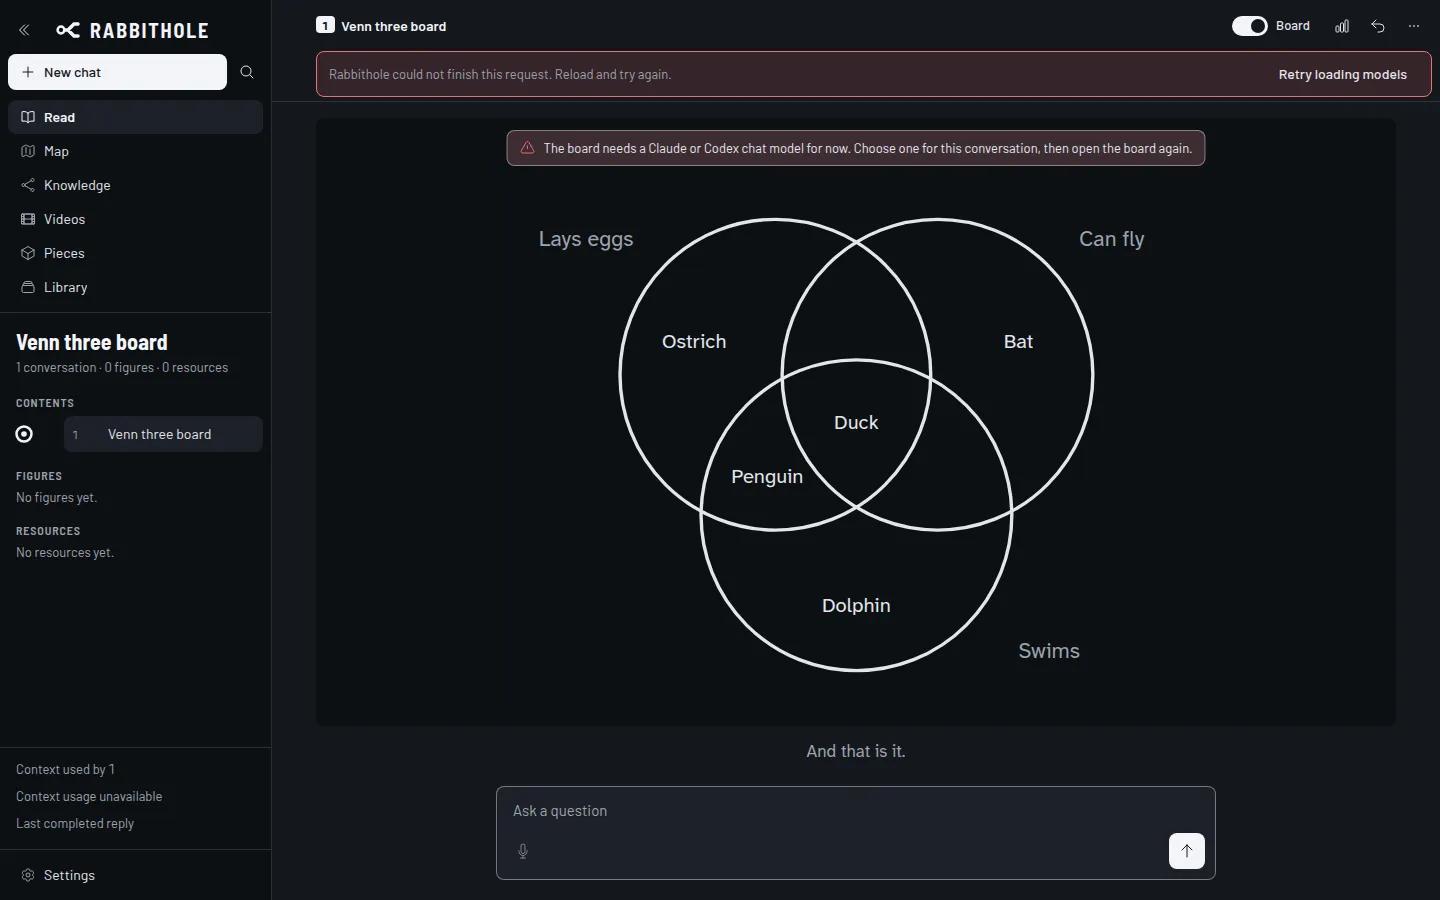 RABBITHOLE
New chat
Read
Map
Knowledge
Videos
Pieces
Library
Venn three board
1 conversation · 0 figures · 0 resources
CONTENTS
1 Venn three board
FIGURES
No figures yet.
RESOURCES
No resources yet.
Context used by 1
Context usage unavailable
Last completed reply
Settings
1 Venn three board
Board
Rabbithole could not finish this request. Reload and try again.
Retry loading models
The board needs a Claude or Codex chat model for now. Choose one for this conversation, then open the board again.
Lays eggs
Can fly
Ostrich
Bat
Duck
Penguin
Dolphin
Swims
And that is it.
Ask a question